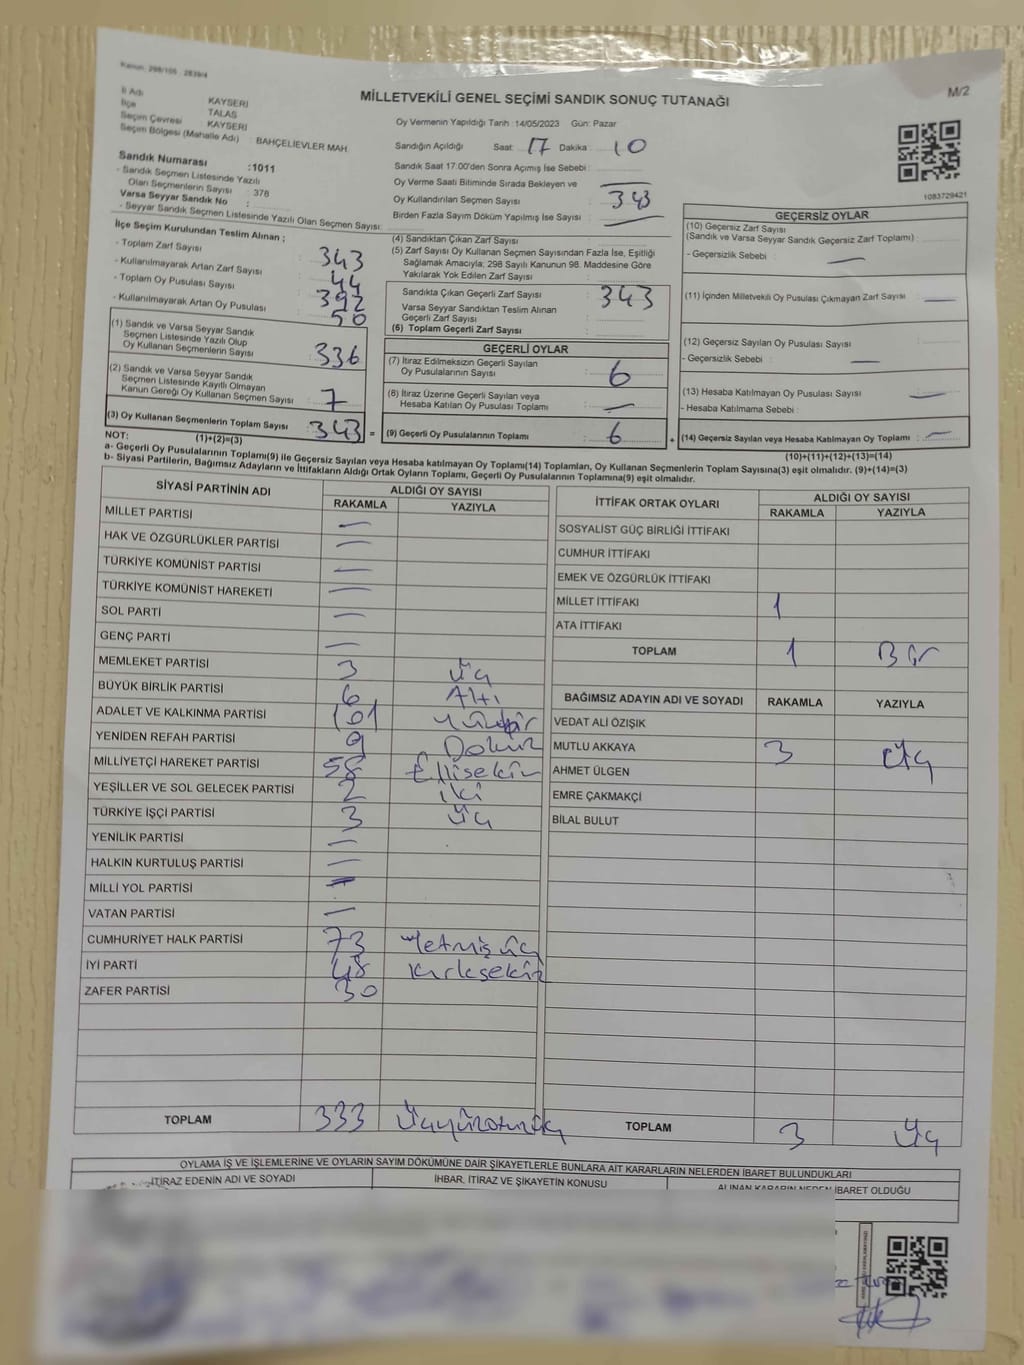 Kanun: 298/105 : 2839/4
M/2
MİLLETVEKİLİ GENEL SEÇİMİ SANDIK SONUÇ TUTANAĞI
İl Adı KAYSERİ
İlçe TALAS
Seçim Çevresi : KAYSERİ
Seçim Bölgesi (Mahalle Adı) : BAHÇELİEVLER MAH.
Sandık Numarası :1011
- Sandık Seçmen Listesinde Yazılı
Olan Seçmenlerin Sayısı : 378
Varsa Seyyar Sandık No :
- Seyyar Sandık Seçmen Listesinde Yazılı Olan Seçmen Sayısı:
Oy Vermenin Yapıldığı Tarih :14/05/2023 Gün: Pazar
Sandığın Açıldığı Saat: 17 Dakika : 10
Sandık Saat 17:00'den Sonra Açımış İse Sebebi :
Oy Verme Saati Bitiminde Sırada Bekleyen ve —
Oy Kullandırılan Seçmen Sayısı : 343
Birden Fazla Sayım Döküm Yapılmış İse Sayısı : —
1083729421
İlçe Seçim Kurulundan Teslim Alınan ;
- Toplam Zarf Sayısı : 343
- Kullanılmayarak Artan Zarf Sayısı : 44
- Toplam Oy Pusulası Sayısı : 392
- Kullanılmayarak Artan Oy Pusulası : 50
(1) Sandık ve Varsa Seyyar Sandık
Seçmen Listesinde Yazılı Olup
Oy Kullanan Seçmenlerin Sayısı : 336
(2) Sandık ve Varsa Seyyar Sandık
Seçmen Listesinde Kayıtlı Olmayan
Kanun Gereği Oy Kullanan Seçmen Sayısı : 7
(3) Oy Kullanan Seçmenlerin Toplam Sayısı : 343 =
(4) Sandıktan Çıkan Zarf Sayısı :
(5) Zarf Sayısı Oy Kullanan Seçmen Sayısından Fazla İse, Eşitliği
Sağlamak Amacıyla, 298 Sayılı Kanunun 98. Maddesine Göre
Yakılarak Yok Edilen Zarf Sayısı :
Sandıkta Çıkan Geçerli Zarf Sayısı : 343
Varsa Seyyar Sandıktan Teslim Alınan
Geçerli Zarf Sayısı :
(6) Toplam Geçerli Zarf Sayısı :
GEÇERLİ OYLAR
(7) İtiraz Edilmeksizin Geçerli Sayılan
Oy Pusulalarının Sayısı : 6
(8) İtiraz Üzerine Geçerli Sayılan veya
Hesaba Katılan Oy Pusulası Toplamı : —
(9) Geçerli Oy Pusulalarının Toplamı : 6 +
GEÇERSİZ OYLAR
(10) Geçersiz Zarf Sayısı
(Sandık ve Varsa Seyyar Sandık Geçersiz Zarf Toplamı) :
- Geçersizlik Sebebi : —
(11) İçinden Milletvekili Oy Pusulası Çıkmayan Zarf Sayısı : —
(12) Geçersiz Sayılan Oy Pusulası Sayısı :
- Geçersizlik Sebebi : —
(13) Hesaba Katılmayan Oy Pusulası Sayısı : —
- Hesaba Katılmama Sebebi :
(14) Geçersiz Sayılan veya Hesaba Katılmayan Oy Toplamı : —
NOT: (1)+(2)=(3) (10)+(11)+(12)+(13)=(14)
a- Geçerli Oy Pusulalarının Toplamı(9) ile Geçersiz Sayılan veya Hesaba katılmayan Oy Toplamı(14) Toplamları, Oy Kullanan Seçmenlerin Toplam Sayısına(3) eşit olmalıdır. (9)+(14)=(3)
b- Siyasi Partilerin, Bağımsız Adayların ve İttifakların Aldığı Ortak Oyların Toplamı, Geçerli Oy Pusulalarının Toplamına(9) eşit olmalıdır.
SİYASİ PARTİNİN ADI ALDIĞI OY SAYISI
RAKAMLA YAZIYLA
MİLLET PARTİSİ —
HAK VE ÖZGÜRLÜKLER PARTİSİ —
TÜRKİYE KOMÜNİST PARTİSİ —
TÜRKİYE KOMÜNİST HAREKETİ —
SOL PARTİ —
GENÇ PARTİ —
MEMLEKET PARTİSİ 3 Üç
BÜYÜK BİRLİK PARTİSİ 6 Altı
ADALET VE KALKINMA PARTİSİ 101 Yüzbir
YENİDEN REFAH PARTİSİ 9 Dokuz
MİLLİYETÇİ HAREKET PARTİSİ 58 Ellisekiz
YEŞİLLER VE SOL GELECEK PARTİSİ 2 iki
TÜRKİYE İŞÇİ PARTİSİ 3 Üç
YENİLİK PARTİSİ —
HALKIN KURTULUŞ PARTİSİ —
MİLLİ YOL PARTİSİ —
VATAN PARTİSİ —
CUMHURİYET HALK PARTİSİ 73 Yetmiş üç
İYİ PARTİ 48 Kırksekiz
ZAFER PARTİSİ 30
TOPLAM 333 Üçyüzotuzüç
İTTİFAK ORTAK OYLARI ALDIĞI OY SAYISI
RAKAMLA YAZIYLA
SOSYALİST GÜÇ BİRLİĞİ İTTİFAKI
CUMHUR İTTİFAKI
EMEK VE ÖZGÜRLÜK İTTİFAKI
MİLLET İTTİFAKI 1
ATA İTTİFAKI
TOPLAM 1 Bir
BAĞIMSIZ ADAYIN ADI VE SOYADI RAKAMLA YAZIYLA
VEDAT ALİ ÖZIŞIK
MUTLU AKKAYA 3 Üç
AHMET ÜLGEN
EMRE ÇAKMAKÇİ
BİLAL BULUT
TOPLAM 3 Üç
OYLAMA İŞ VE İŞLEMLERİNE VE OYLARIN SAYIM DÖKÜMÜNE DAİR ŞİKAYETLERLE BUNLARA AİT KARARLARIN NELERDEN İBARET BULUNDUKLARI
İTİRAZ EDENİN ADI VE SOYADI İHBAR, İTİRAZ VE ŞİKAYETİN KONUSU ALINAN KARARIN NEDEN İBARET OLDUĞU